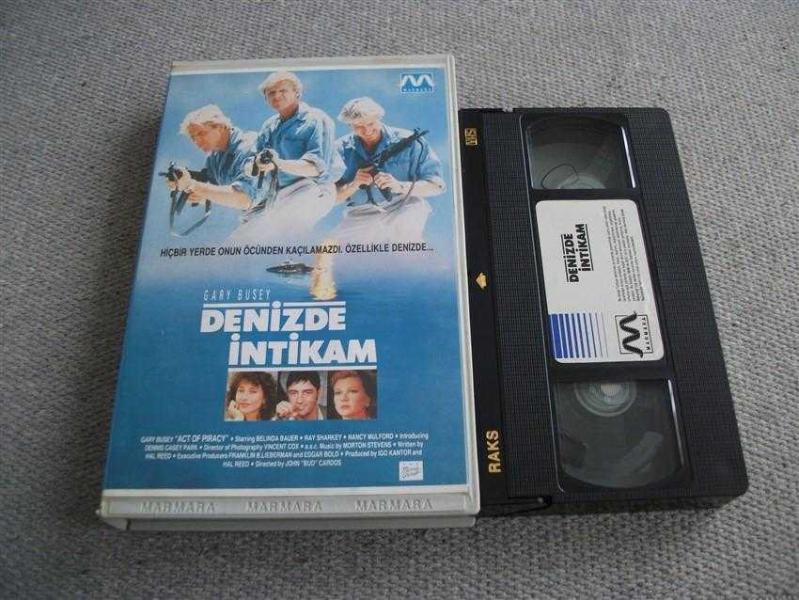 MARMARA
HİÇBİR YERDE ONUN ÖCÜNDEN KAÇILAMAZDI. ÖZELLİKLE DENİZDE...
GARY BUSEY
DENİZDE
İNTİKAM
GARY BUSEY "ACT OF PIRACY" • Starring BELINDA BAUER • RAY SHARKEY • NANCY MULFORD • Introducing
DENNIS CASEY PARK • Director of Photography VINCENT COX • a.s.c. Music by MORTON STEVENS • Written by
HAL REED • Executive Producers FRANKLIN B.LIEBERMAN and EDGAR BOLD • Produced by IGO KANTOR and
HAL REED • Directed by JOHN "BUD" CARDOS
MARMARA MARMARA MARMARA
VHS
RAKS
DENİZDE
İNTİKAM
MARMARA